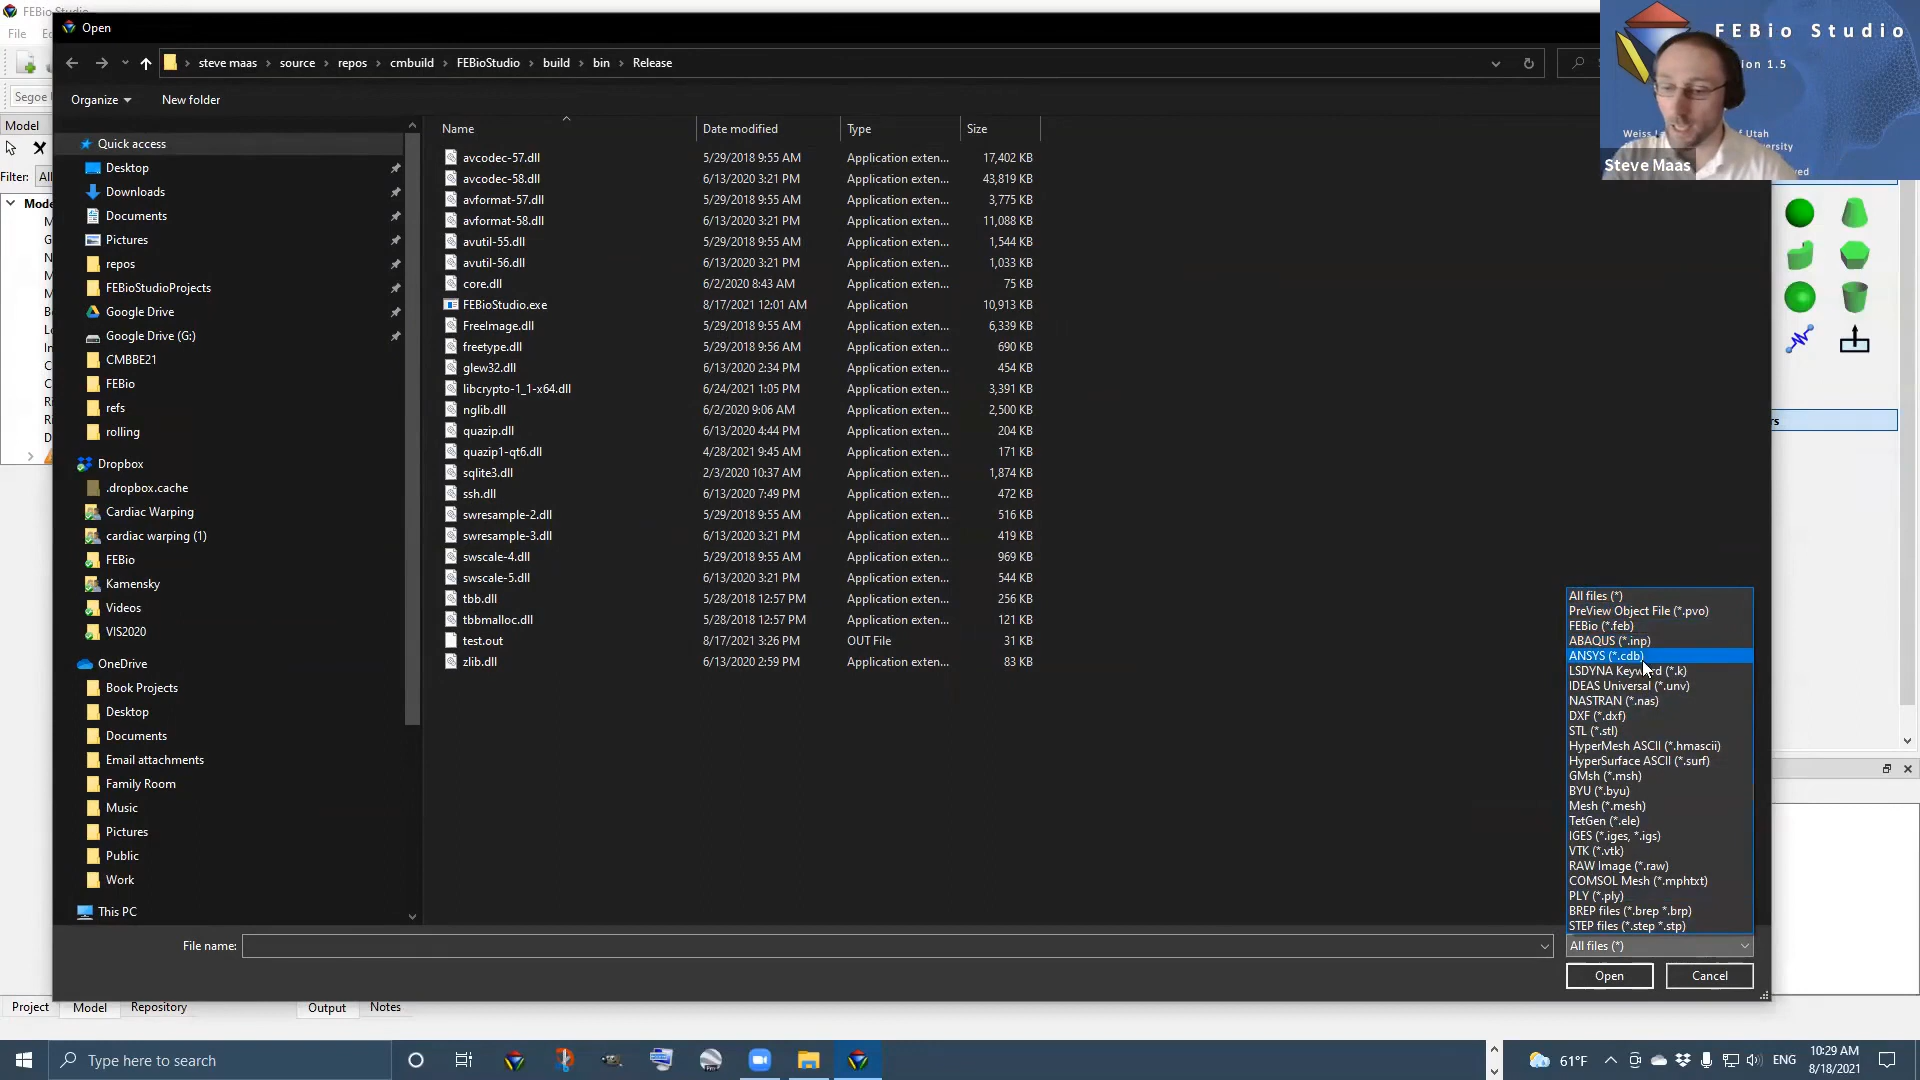 FEBio Stu
FEBio Studio
File
Open
ion 1.5
steve maas
source
repos
cmbuild
FEBioStudio
build
bin
Release
Organize
New folder
Segoe
Model
Filter:
All
Steve Maas
Name
Date modified
Type
Size
Quick access
Desktop
Downloads
Documents
Pictures
repos
FEBioStudioProjects
Google Drive
Google Drive (G:)
CMBBE21
FEBio
refs
rolling
Dropbox
.dropbox.cache
Cardiac Warping
cardiac warping (1)
FEBio
Kamensky
Videos
VIS2020
OneDrive
Book Projects
Desktop
Documents
Email attachments
Family Room
Music
Pictures
Public
Work
This PC
avcodec-57.dll 5/29/2018 9:55 AM Application exten... 17,402 KB
avcodec-58.dll 6/13/2020 3:21 PM Application exten... 43,819 KB
avformat-57.dll 5/29/2018 9:55 AM Application exten... 3,775 KB
avformat-58.dll 6/13/2020 3:21 PM Application exten... 11,088 KB
avutil-55.dll 5/29/2018 9:55 AM Application exten... 1,544 KB
avutil-56.dll 6/13/2020 3:21 PM Application exten... 1,033 KB
core.dll 6/2/2020 8:43 AM Application exten... 75 KB
FEBioStudio.exe 8/17/2021 12:01 AM Application 10,913 KB
FreeImage.dll 5/29/2018 9:55 AM Application exten... 6,339 KB
freetype.dll 5/29/2018 9:56 AM Application exten... 690 KB
glew32.dll 6/13/2020 2:34 PM Application exten... 454 KB
libcrypto-1_1-x64.dll 6/24/2021 1:05 PM Application exten... 3,391 KB
nglib.dll 6/2/2020 9:06 AM Application exten... 2,500 KB
quazip.dll 6/13/2020 4:44 PM Application exten... 204 KB
quazip1-qt6.dll 4/28/2021 9:45 AM Application exten... 171 KB
sqlite3.dll 2/3/2020 10:37 AM Application exten... 1,874 KB
ssh.dll 6/13/2020 7:49 PM Application exten... 472 KB
swresample-2.dll 5/29/2018 9:55 AM Application exten... 516 KB
swresample-3.dll 6/13/2020 3:21 PM Application exten... 419 KB
swscale-4.dll 5/29/2018 9:55 AM Application exten... 969 KB
swscale-5.dll 6/13/2020 3:21 PM Application exten... 544 KB
tbb.dll 5/28/2018 12:57 PM Application exten... 256 KB
tbbmalloc.dll 5/28/2018 12:57 PM Application exten... 121 KB
test.out 8/17/2021 3:26 PM OUT File 31 KB
zlib.dll 6/13/2020 2:59 PM Application exten... 83 KB
All files (*)
PreView Object File (*.pvo)
FEBio (*.feb)
ABAQUS (*.inp)
ANSYS (*.cdb)
LSDYNA Keyword (*.k)
IDEAS Universal (*.unv)
NASTRAN (*.nas)
DXF (*.dxf)
STL (*.stl)
HyperMesh ASCII (*.hmascii)
HyperSurface ASCII (*.surf)
GMsh (*.msh)
BYU (*.byu)
Mesh (*.mesh)
TetGen (*.ele)
IGES (*.iges, *.igs)
VTK (*.vtk)
RAW Image (*.raw)
COMSOL Mesh (*.mphtxt)
PLY (*.ply)
BREP files (*.brep *.brp)
STEP files (*.step *.stp)
File name:
All files (*)
Open
Cancel
Project
Model
Repository
Output
Notes
Type here to search
61°F
ENG
10:29 AM
8/18/2021